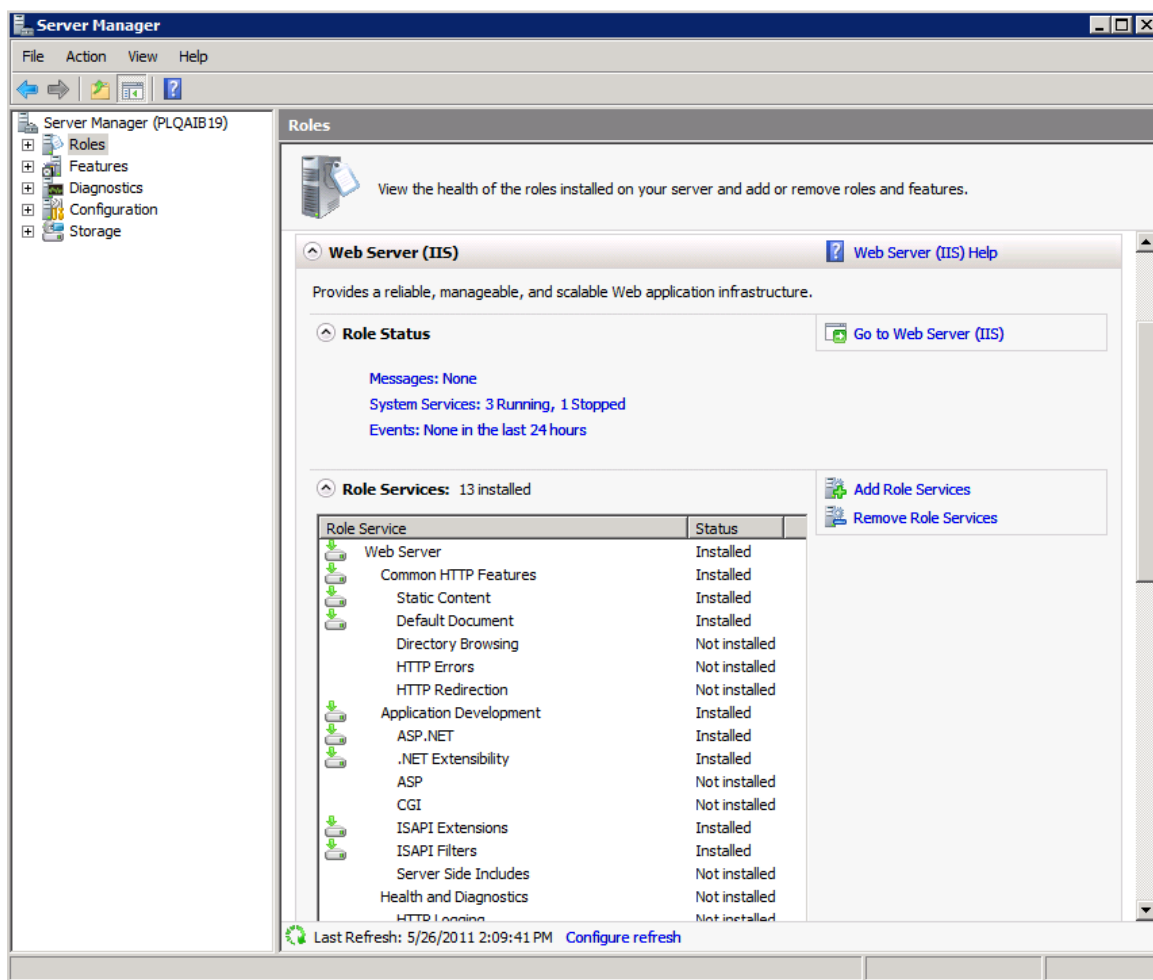 Server Manager
File Action View Help
Server Manager (PLQAIB19)
Roles
Features
Diagnostics
Configuration
Storage
Roles
View the health of the roles installed on your server and add or remove roles and features.
Web Server (IIS)
Web Server (IIS) Help
Provides a reliable, manageable, and scalable Web application infrastructure.
Role Status
Go to Web Server (IIS)
Messages: None
System Services: 3 Running, 1 Stopped
Events: None in the last 24 hours
Role Services: 13 installed
Add Role Services
Remove Role Services
Role Service Status
Web Server Installed
Common HTTP Features Installed
Static Content Installed
Default Document Installed
Directory Browsing Not installed
HTTP Errors Not installed
HTTP Redirection Not installed
Application Development Installed
ASP.NET Installed
.NET Extensibility Installed
ASP Not installed
CGI Not installed
ISAPI Extensions Installed
ISAPI Filters Installed
Server Side Includes Not installed
Health and Diagnostics Not installed
HTTP Logging Not installed
Last Refresh: 5/26/2011 2:09:41 PM Configure refresh